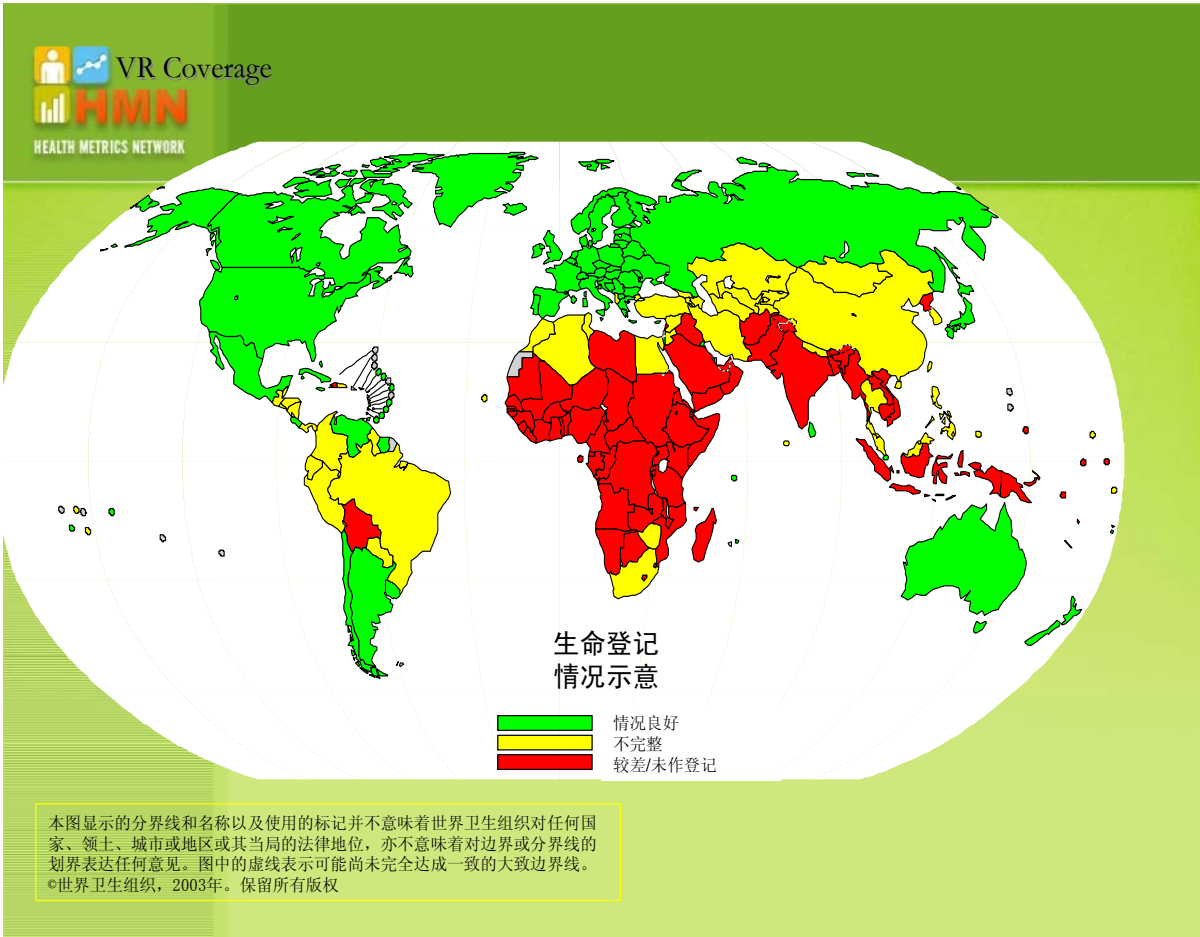 VR Coverage
HMN
HEALTH METRICS NETWORK
生命登记
情况示意
情况良好
不完整
较差/未作登记
本图显示的分界线和名称以及使用的标记并不意味着世界卫生组织对任何国
家、领土、城市或地区或其当局的法律地位，亦不意味着对边界或分界线的
划界表达任何意见。图中的虚线表示可能尚未完全达成一致的大致边界线。
©世界卫生组织，2003年。保留所有版权